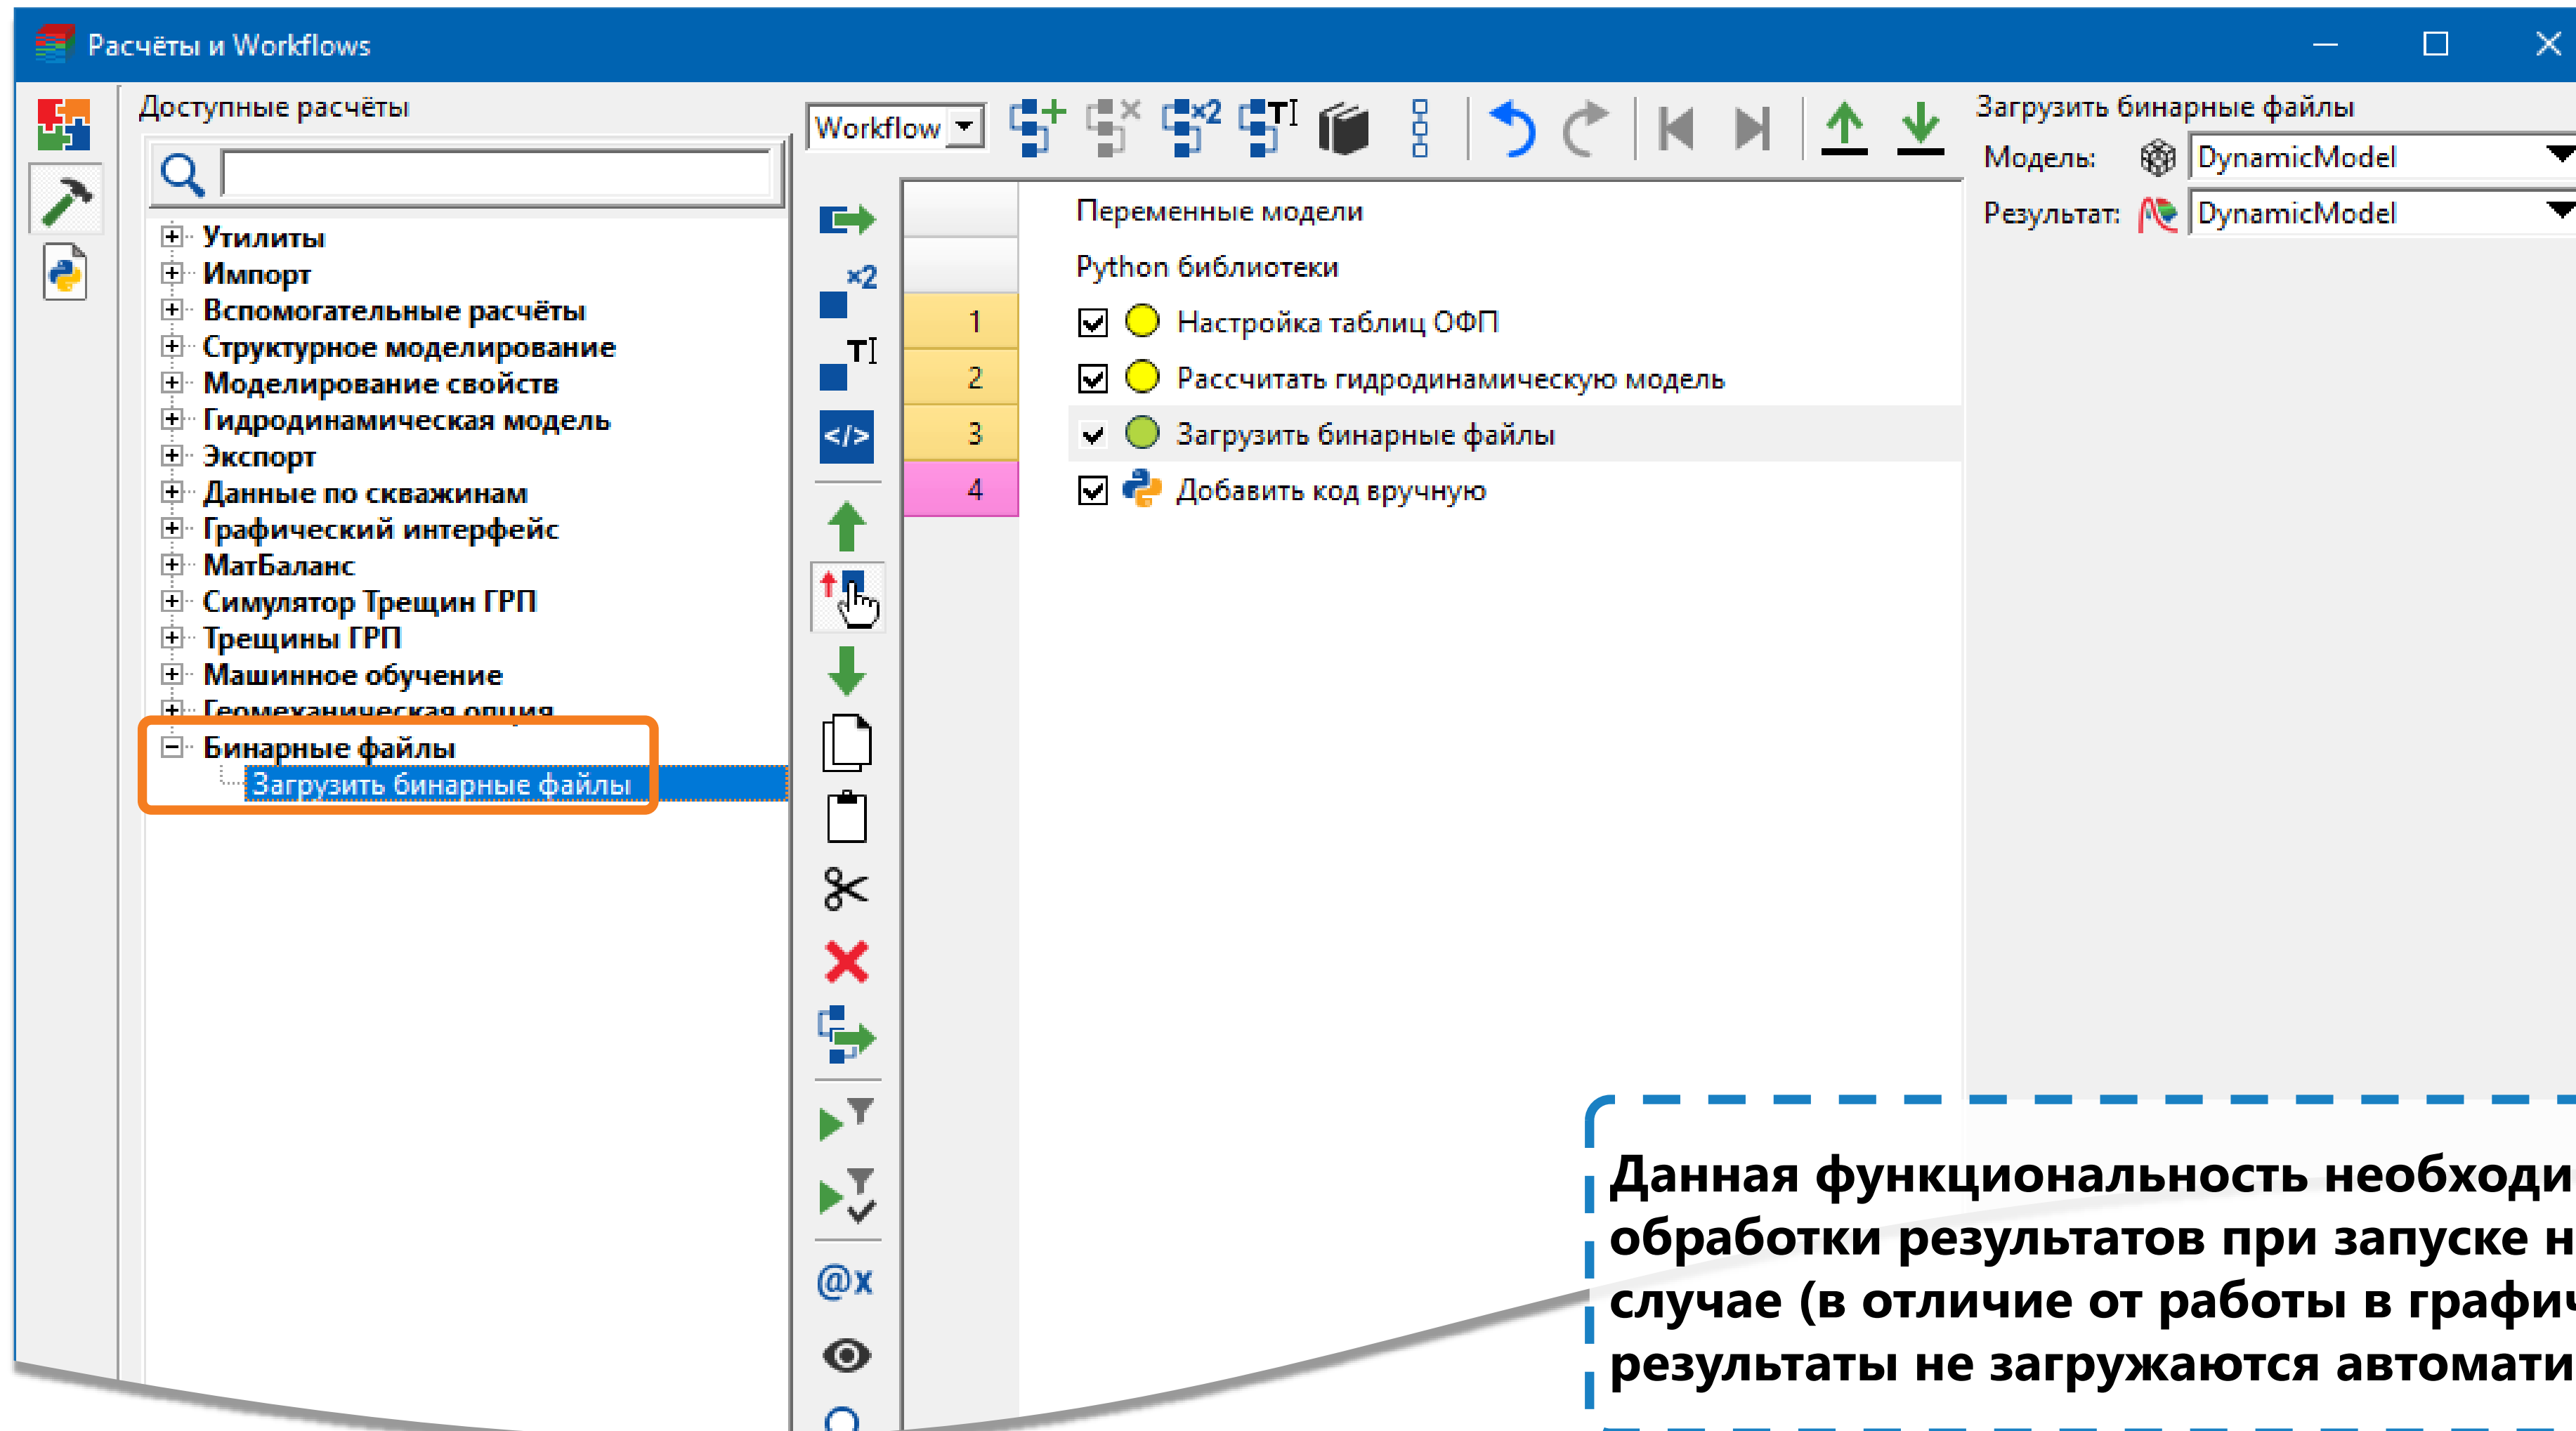 Расчёты и Workflows
Доступные расчёты
Утилиты
Импорт
Вспомогательные расчёты
Структурное моделирование
Моделирование свойств
Гидродинамическая модель
Экспорт
Данные по скважинам
Графический интерфейс
МатБаланс
Симулятор Трещин ГРП
Трещины ГРП
Машинное обучение
Геомеханическая опция
Бинарные файлы
Загрузить бинарные файлы
Workflow
×2
T
×2
T
</>
@x
Переменные модели
Python библиотеки
1 Настройка таблиц ОФП
2 Рассчитать гидродинамическую модель
3 Загрузить бинарные файлы
4 Добавить код вручную
Загрузить бинарные файлы
Модель: DynamicModel
Результат: DynamicModel
Данная функциональность необходи
обработки результатов при запуске н
случае (в отличие от работы в графич
результаты не загружаются автомати